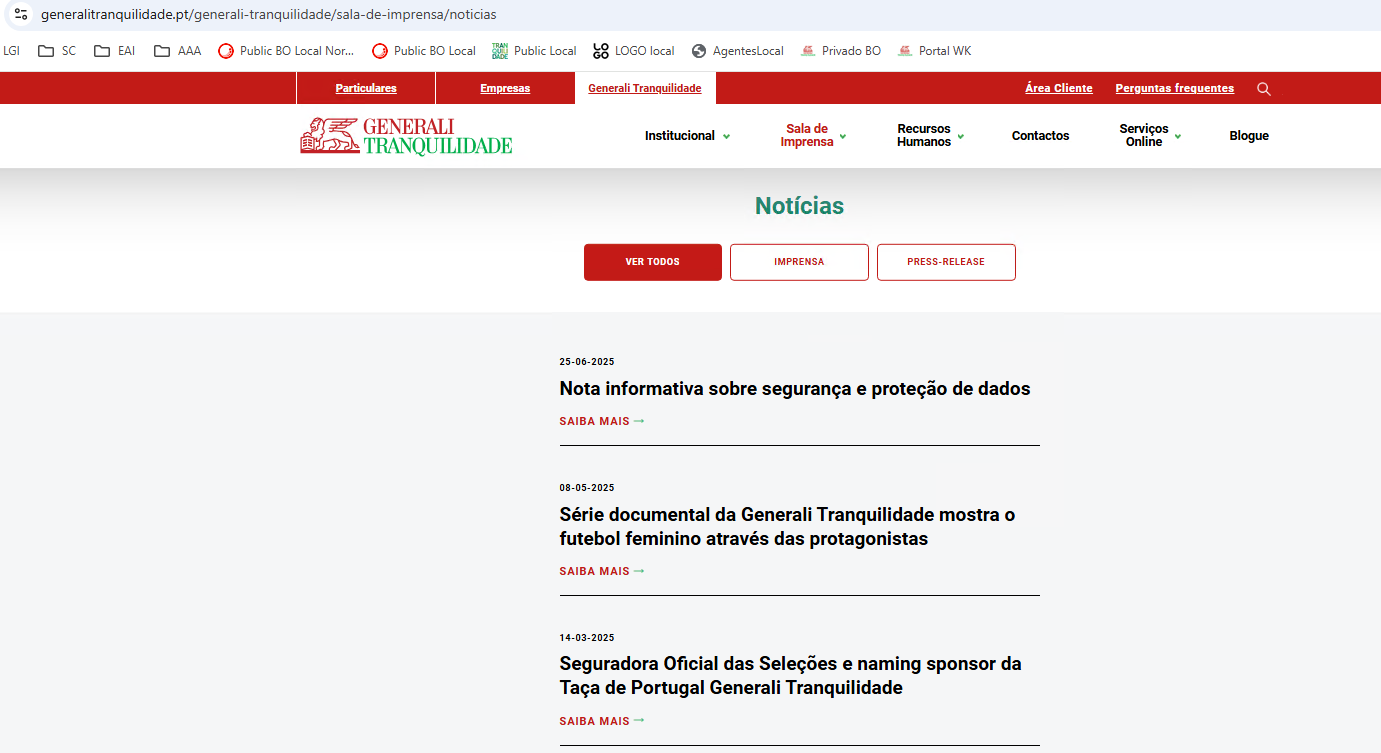 generalitranquilidade.pt/generali-tranquilidade/sala-de-imprensa/noticias
LGI SC EAI AAA Public BO Local Nor... Public BO Local TRAN QUILI DADE Public Local LOGO LOGO local AgentesLocal Privado BO Portal WK
Particulares Empresas Generali Tranquilidade Área Cliente Perguntas frequentes
GENERALI
TRANQUILIDADE
Institucional
Sala de
Imprensa
Recursos
Humanos
Contactos
Serviços
Online
Blogue
Notícias
VER TODOS IMPRENSA PRESS-RELEASE
25-06-2025
Nota informativa sobre segurança e proteção de dados
SAIBA MAIS →
08-05-2025
Série documental da Generali Tranquilidade mostra o
futebol feminino através das protagonistas
SAIBA MAIS →
14-03-2025
Seguradora Oficial das Seleções e naming sponsor da
Taça de Portugal Generali Tranquilidade
SAIBA MAIS →